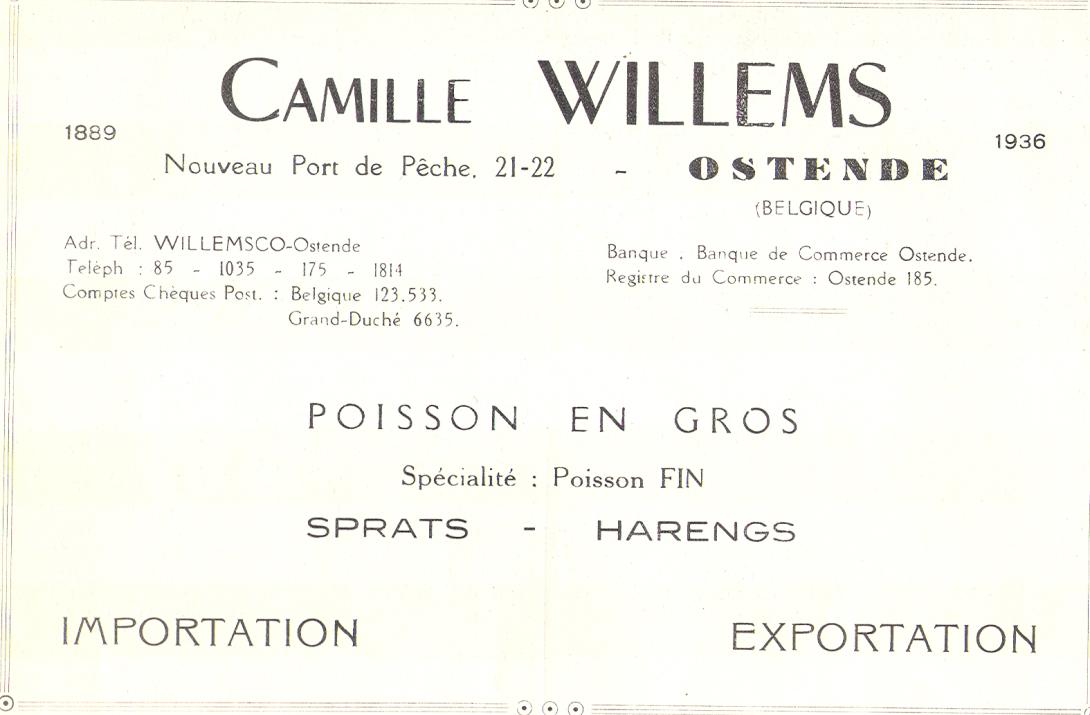 CAMILLE WILLEMS
1889
1936
Nouveau Port de Pêche. 21-22 - OSTENDE
(BELGIQUE)
Adr. Tél. WILLEMSCO-Ostende
Teléph : 85 - 1035 - 175 - 1814
Comptes Chèques Post. : Belgique 123.533.
Grand-Duché 6635.
Banque . Banque de Commerce Ostende.
Registre du Commerce : Ostende 185.
POISSON EN GROS
Spécialité : Poisson FIN
SPRATS - HARENGS
IMPORTATION
EXPORTATION